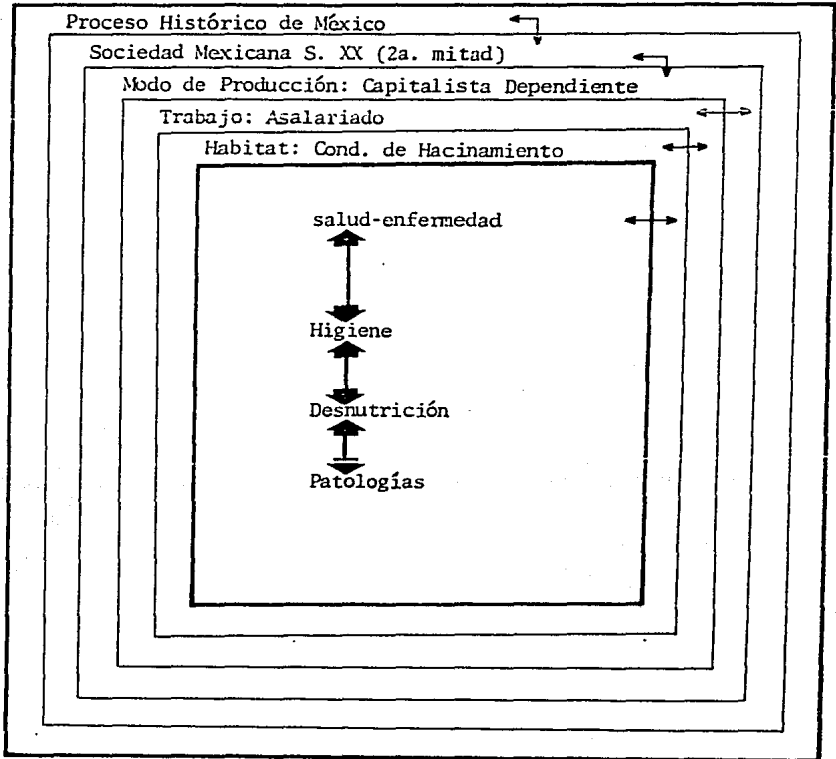 Proceso Histórico de México
Sociedad Mexicana S. XX (2a. mitad)
Modo de Producción: Capitalista Dependiente
Trabajo: Asalariado
Habitat: Cond. de Hacinamiento
salud-enfermedad
Higiene
Desnutrición
Patologías